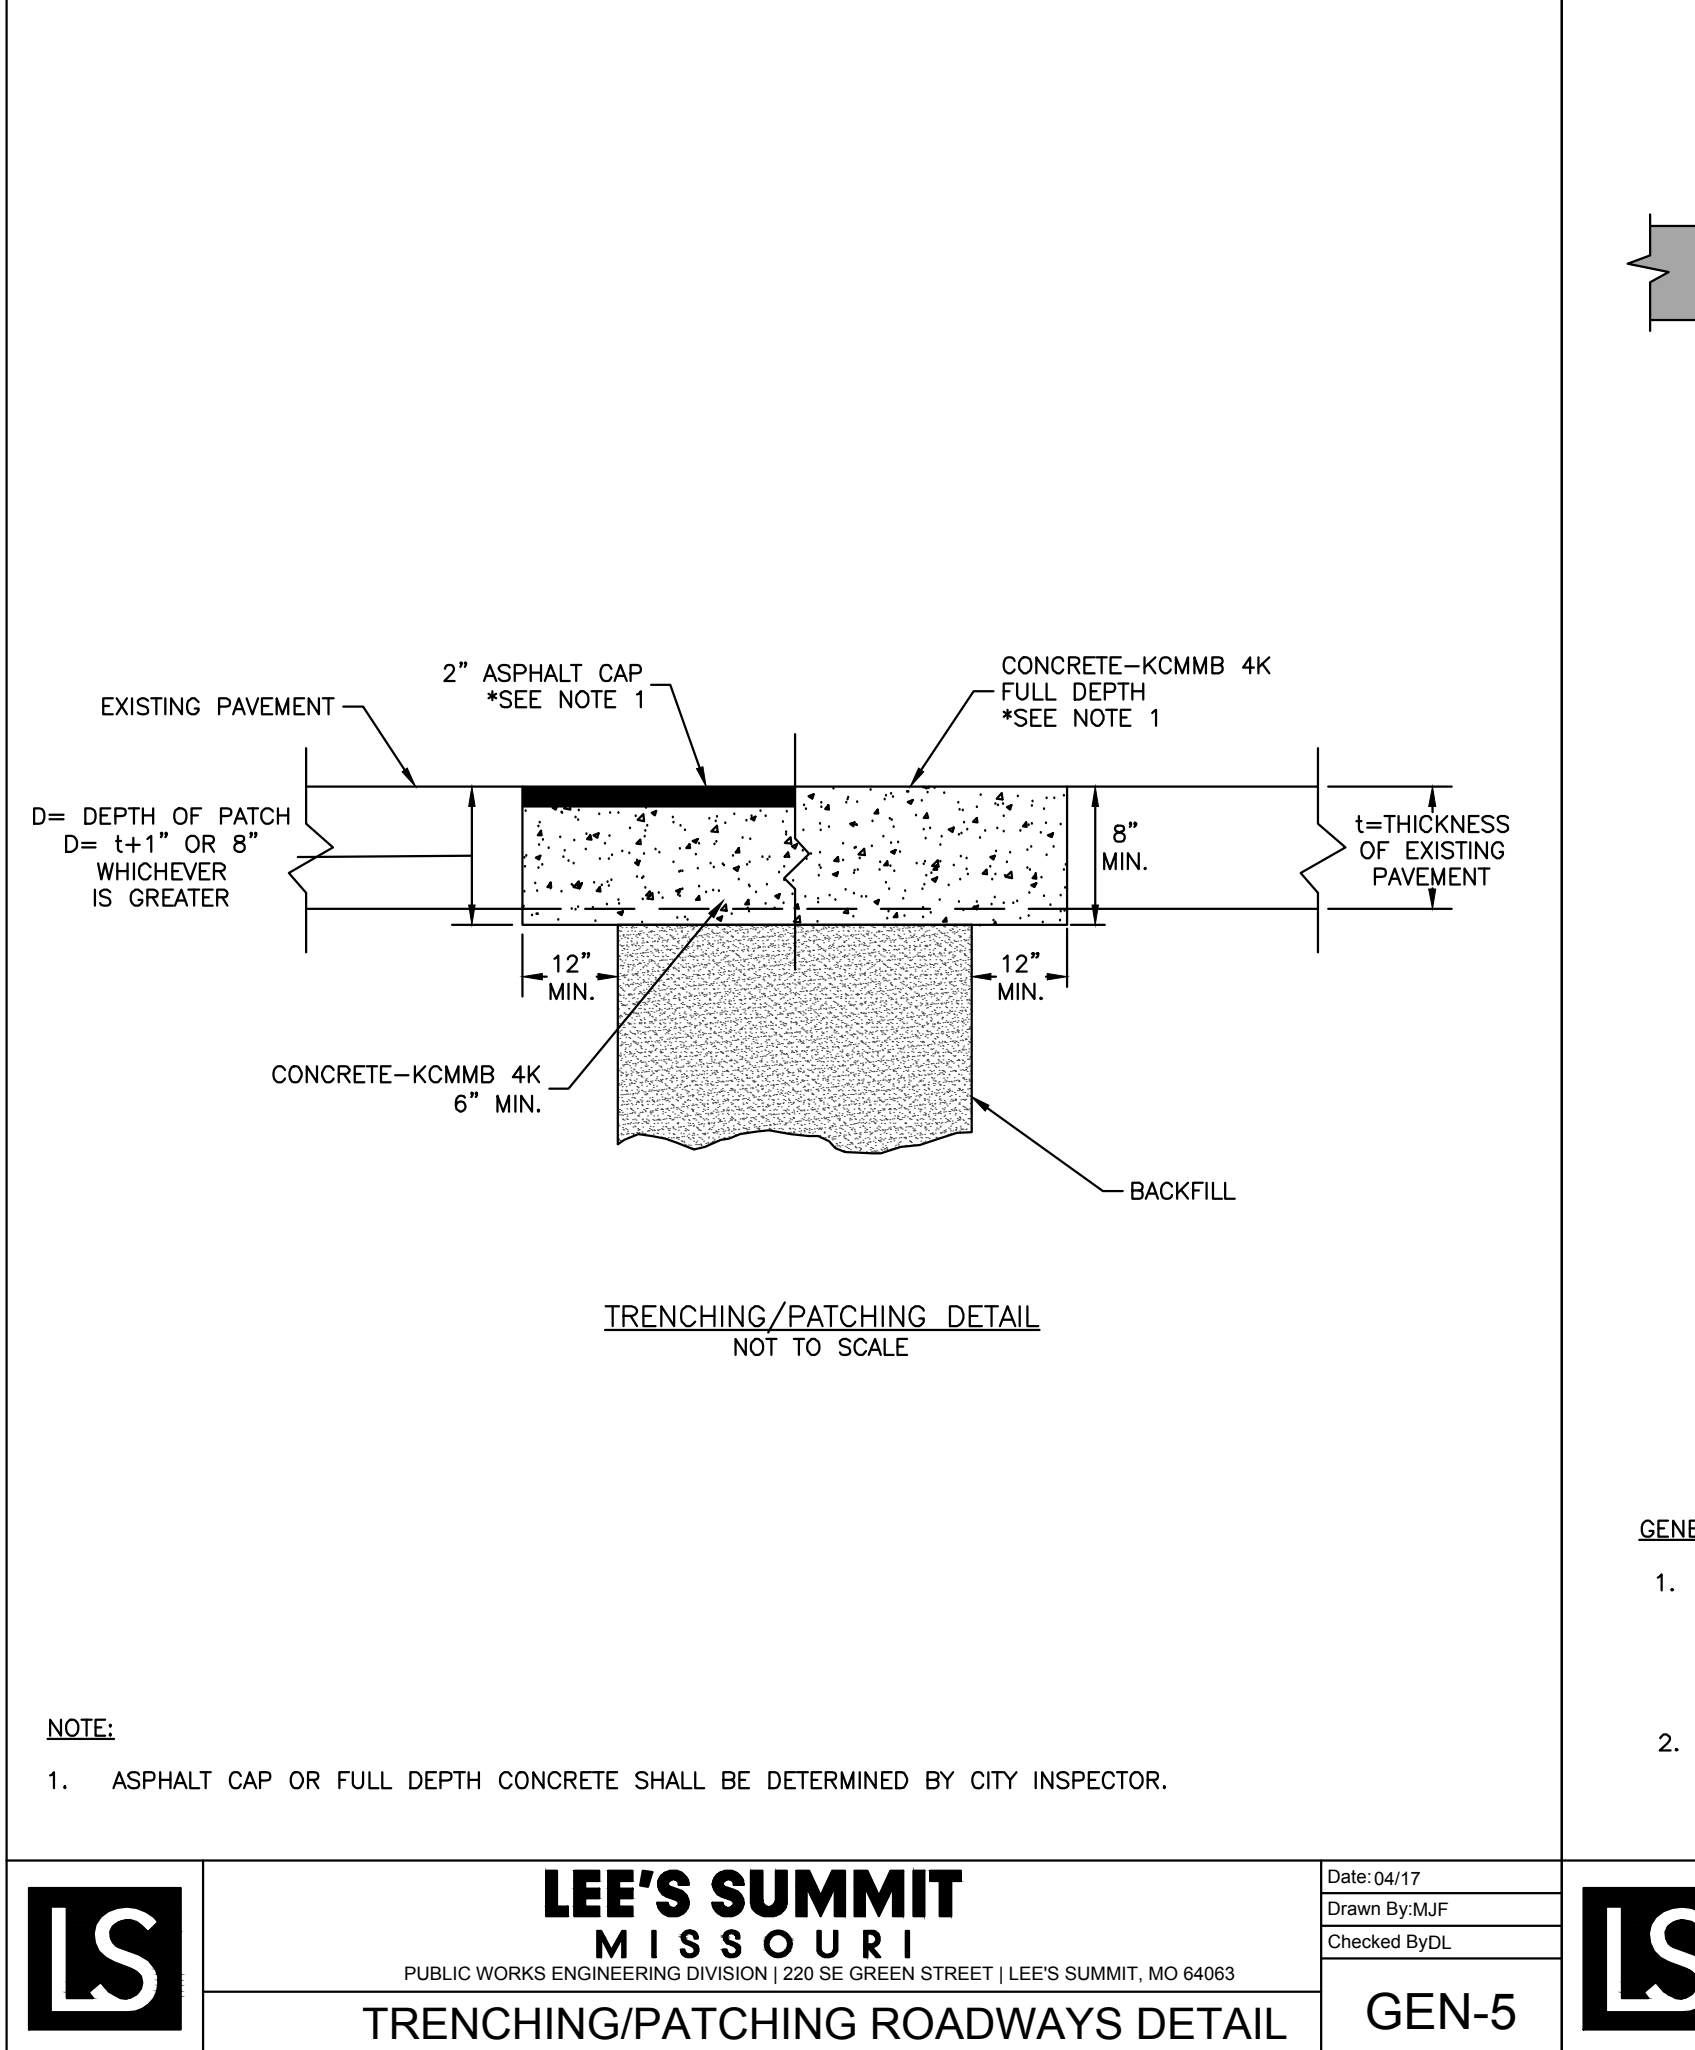 2” ASPHALT CAP
*SEE NOTE 1
CONCRETE–KCMMB 4K
FULL DEPTH
*SEE NOTE 1
EXISTING PAVEMENT
D= DEPTH OF PATCH
D= t+1” OR 8”
WHICHEVER
IS GREATER
8”
MIN.
t=THICKNESS
OF EXISTING
PAVEMENT
12”
MIN.
12”
MIN.
CONCRETE–KCMMB 4K
6” MIN.
BACKFILL
TRENCHING/PATCHING DETAIL
NOT TO SCALE
NOTE:
1. ASPHALT CAP OR FULL DEPTH CONCRETE SHALL BE DETERMINED BY CITY INSPECTOR.
LS
LEE'S SUMMIT
MISSOURI
PUBLIC WORKS ENGINEERING DIVISION | 220 SE GREEN STREET | LEE'S SUMMIT, MO 64063
TRENCHING/PATCHING ROADWAYS DETAIL
Date: 04/17
Drawn By:MJF
Checked ByDL
GEN-5
1.
2.